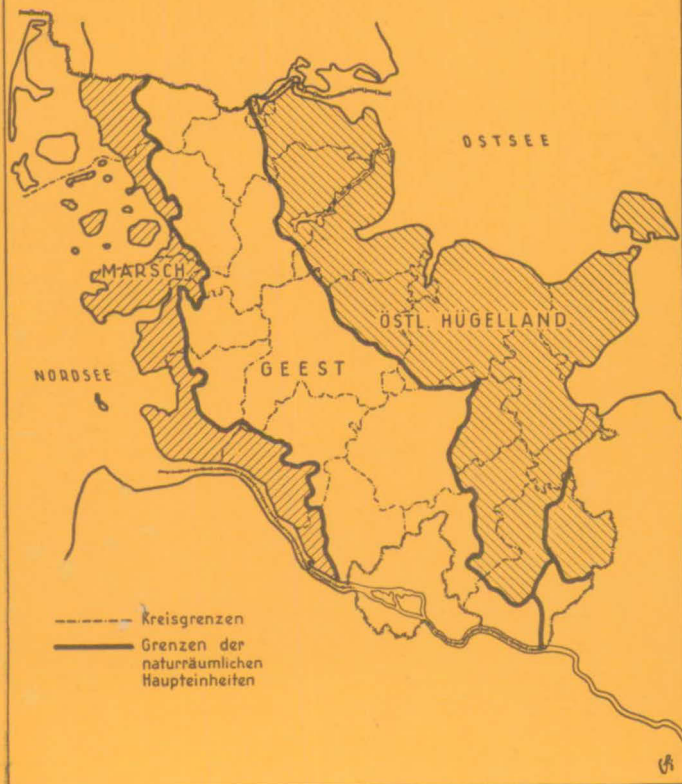 OSTSEE
MARSCH
ÖSTL. HÜGELLAND
NORDSEE
GEEST
Kreisgrenzen
Grenzen der
naturräumlichen
Haupteinheiten